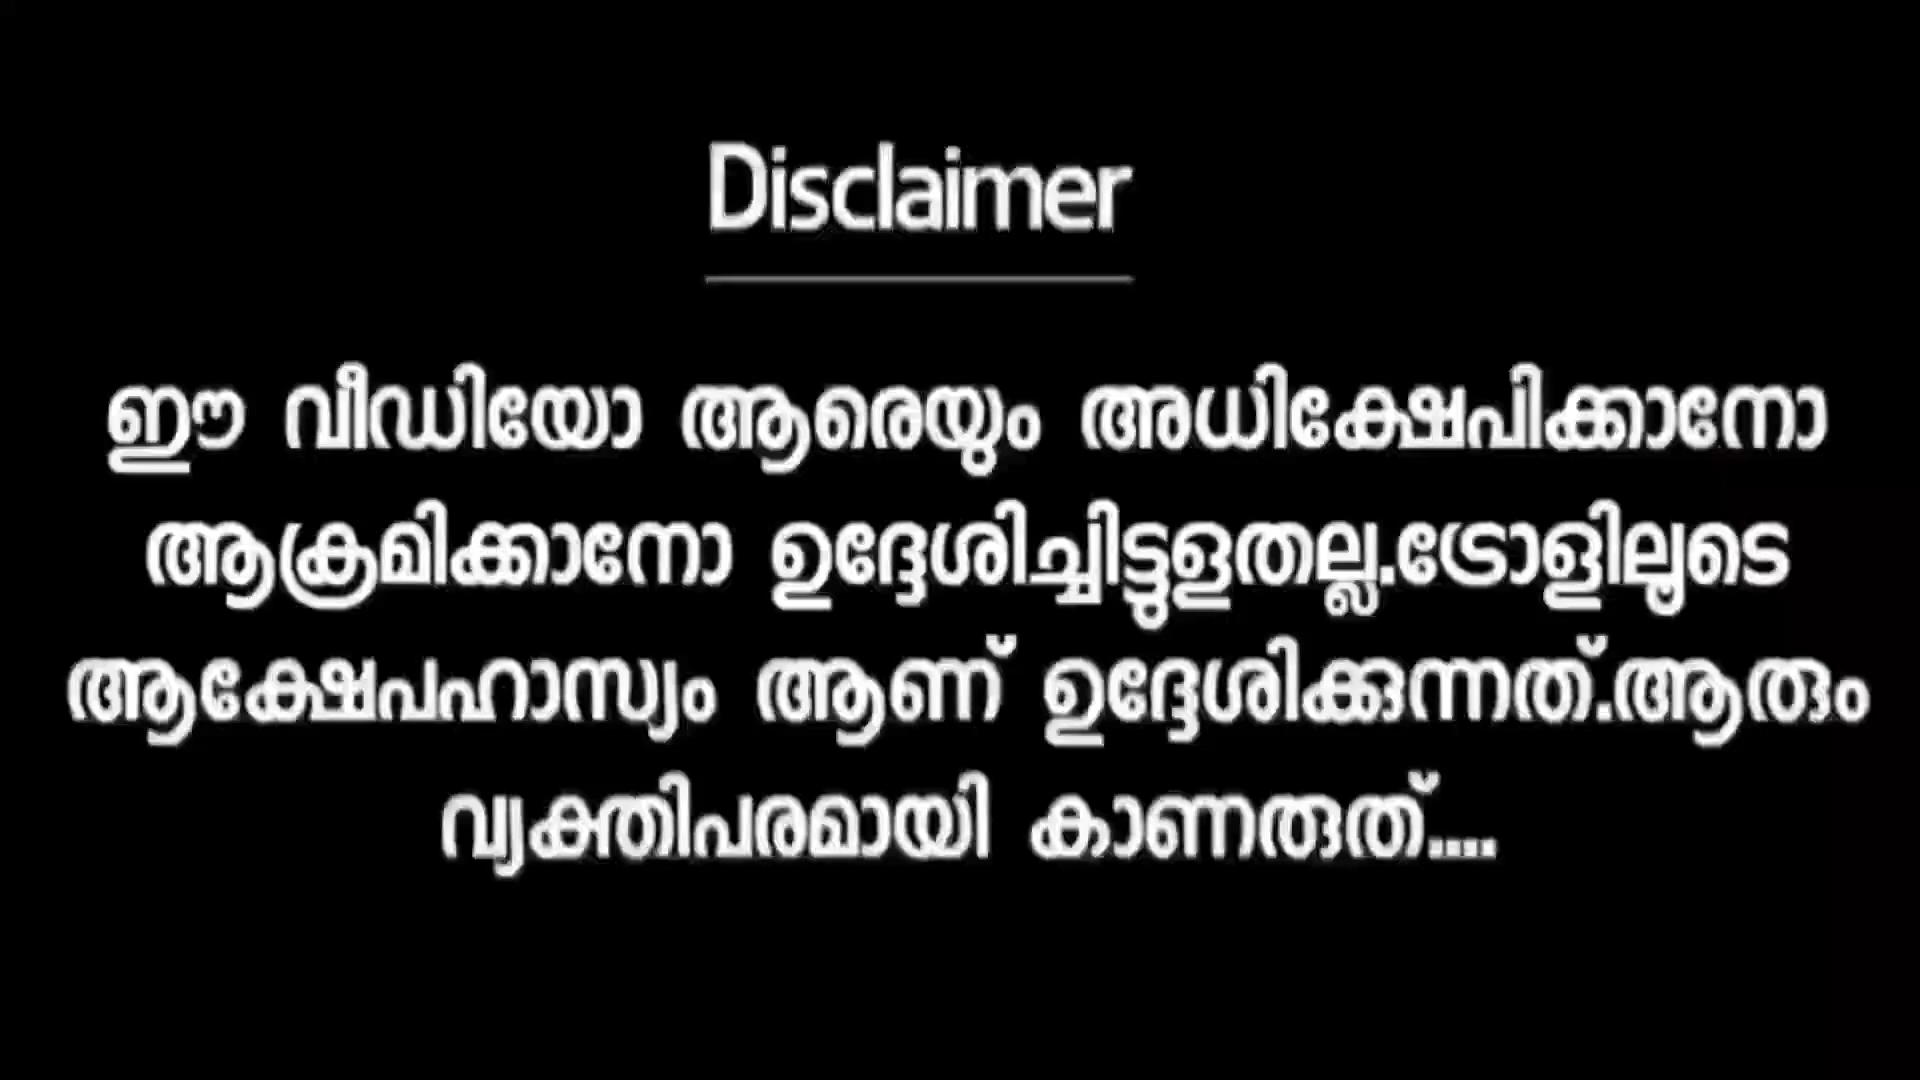 Disclaimer
ഈ വീഡിയോ ആരെയും അധിക്ഷേപിക്കാനോ
ആക്രമിക്കാനോ ഉദ്ദേശിച്ചിട്ടുളതല്ല.ട്രോളിലൂടെ
ആക്ഷേപഹാസ്യം ആണ് ഉദ്ദേശിക്കുന്നത്.ആരും
വ്യക്തിപരമായി കാണരുത്....